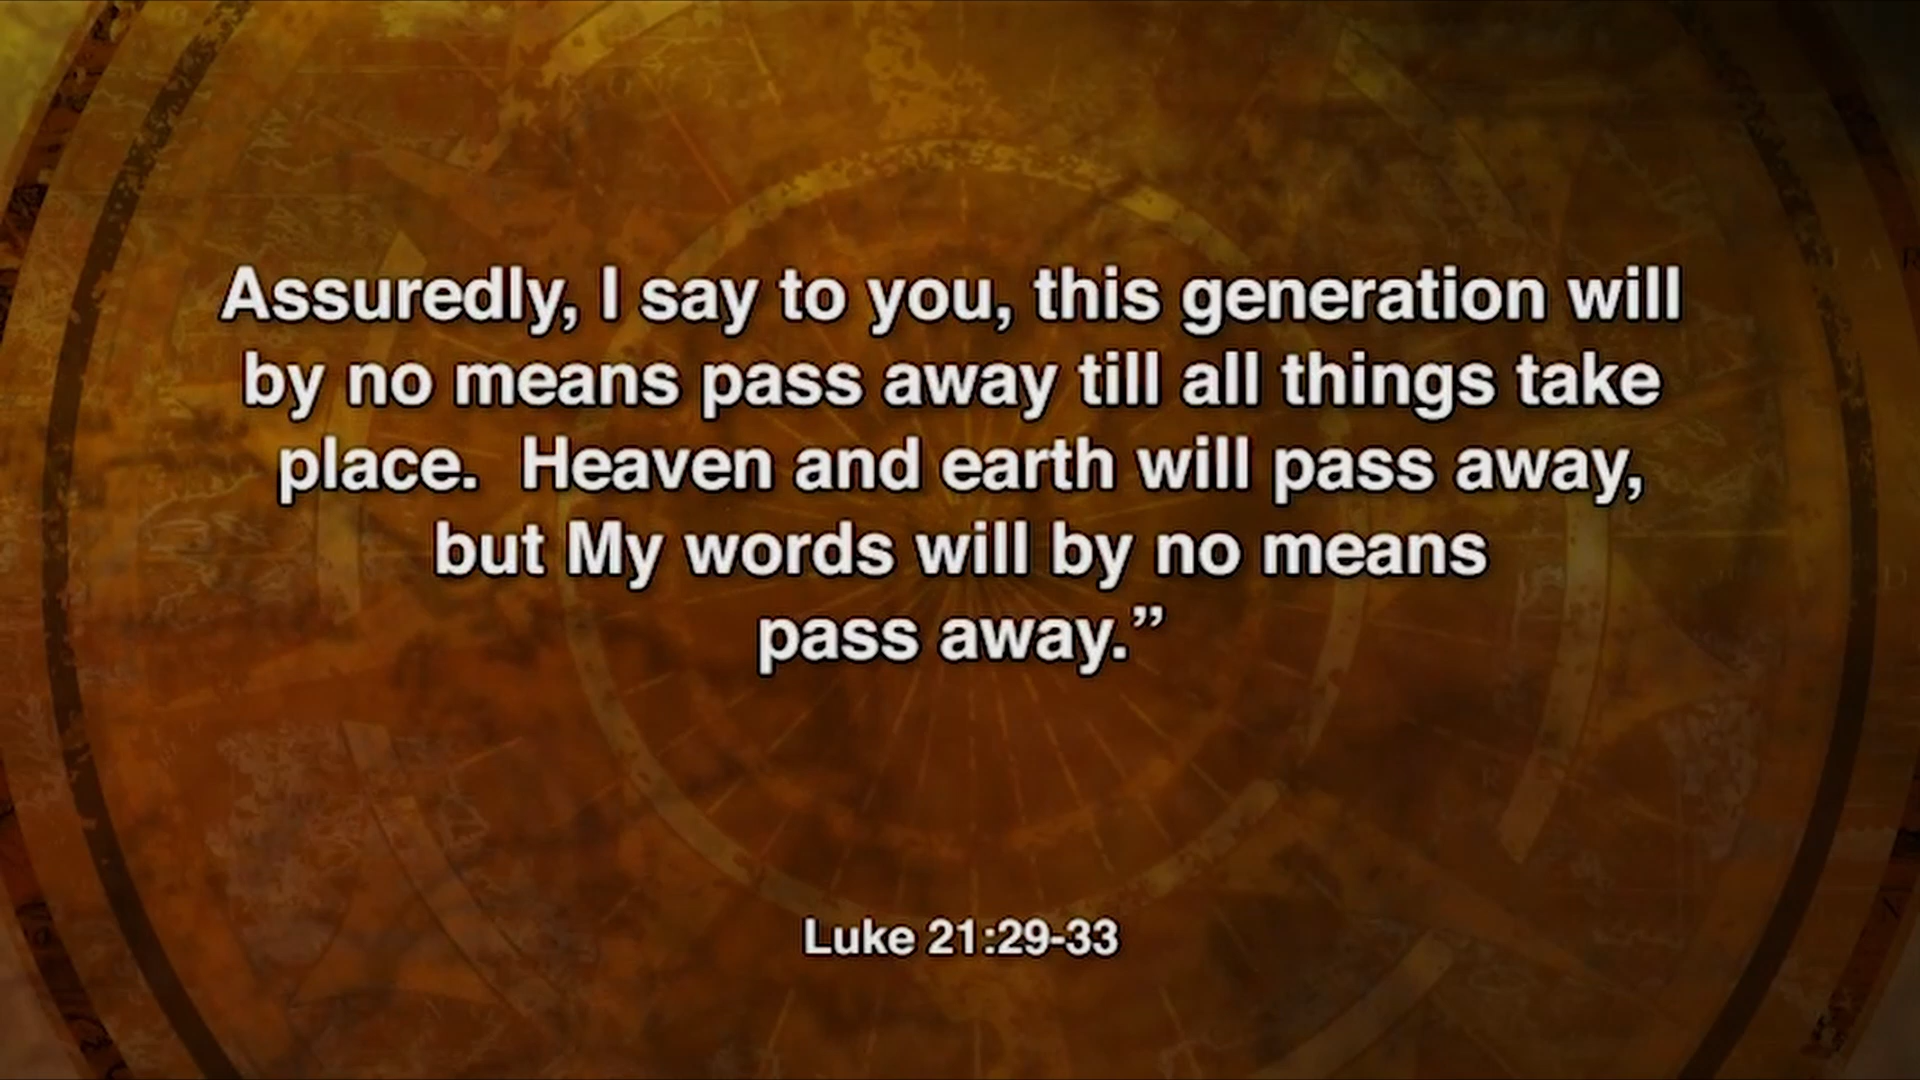 Assuredly, I say to you, this generation will
by no means pass away till all things take
place.  Heaven and earth will pass away,
but My words will by no means
pass away.”
Luke 21:29-33